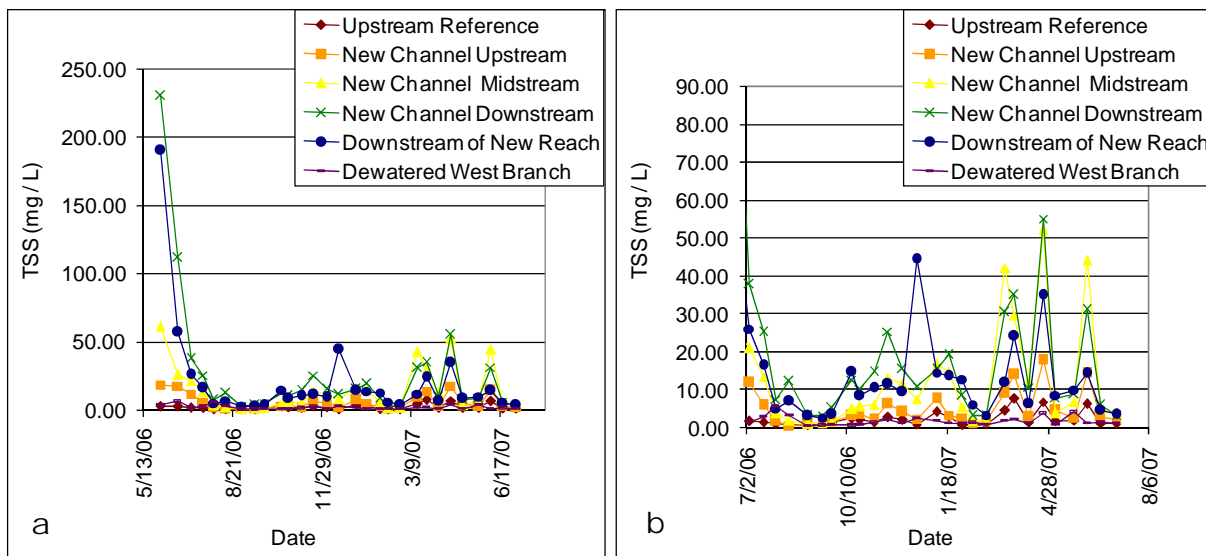 Upstream Reference
New Channel Upstream
New Channel Midstream
New Channel Downstream
Downstream of New Reach
Dewatered West Branch
250.00
200.00
150.00
100.00
50.00
0.00
TSS (mg / L)
5/13/06
8/21/06
11/29/06
3/9/07
6/17/07
Date
a
Upstream Reference
New Channel Upstream
New Channel Midstream
New Channel Downstream
Downstream of New Reach
Dewatered West Branch
90.00
80.00
70.00
60.00
50.00
40.00
30.00
20.00
10.00
0.00
TSS (mg / L)
7/2/06
10/10/06
1/18/07
4/28/07
8/6/07
Date
b